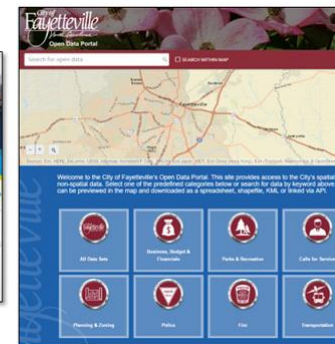 City of
Fayetteville
North Carolina
Open Data Portal
Search for open data
SEARCH WITHIN MAP
Fayetteville
Welcome to the City of Fayetteville's Open Data Portal. This site provides access to the City's spatial
non-spatial data. Select one of the predefined categories below or search for data by keyword above.
can be previewed in the map and downloaded as a spreadsheet, shapefile, KML or linked via API.
All Data Sets
Business, Budget &
Financials
Parks & Recreation
Calls for Service
Planning & Zoning
Police
Fire
Transportation
Fayetteville